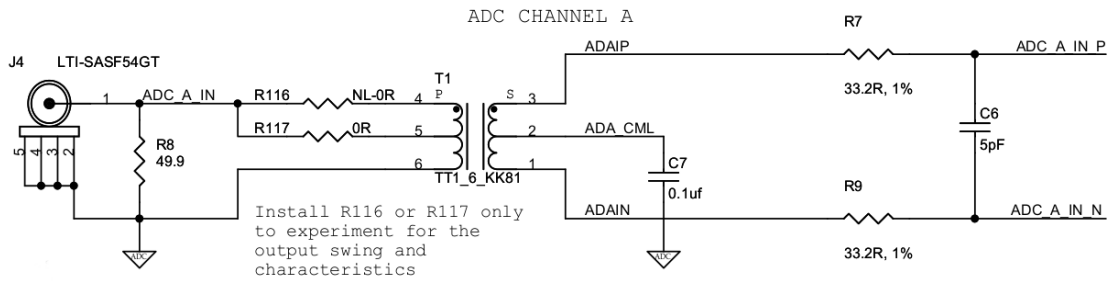 ADC CHANNEL A
R7
ADAIP
ADC_A_IN_P
J4
LTI-SASF54GT
T1
P
S
33.2R, 1%
1
ADC_A_IN
R116
NL-0R
4
3
C6
5pF
R117
0R
5
2
ADA_CML
R8
49.9
5
4
3
2
6
1
C7
0.1uf
TT1_6_KK81
R9
ADAIN
ADC_A_IN_N
Install R116 or R117 only
to experiment for the
output swing and
characteristics
33.2R, 1%
ADC
ADC